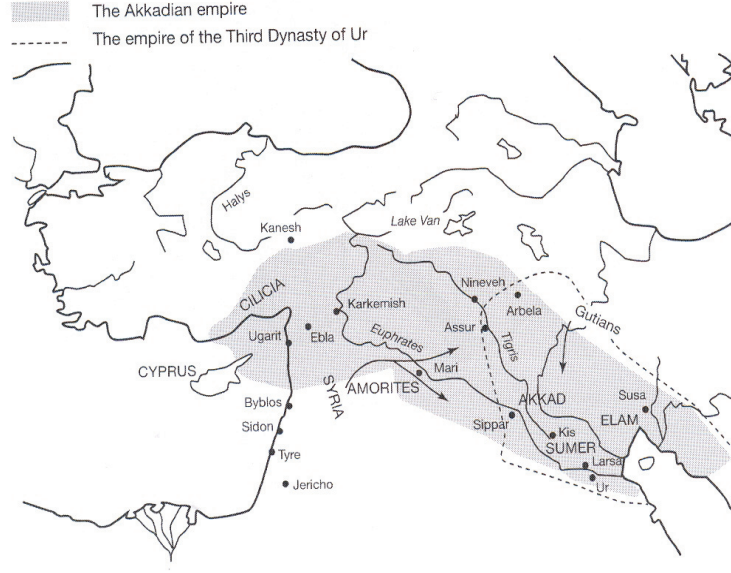 The Akkadian empire
The empire of the Third Dynasty of Ur
Halys
Kanesh
Lake Van
CILICIA
Karkemish
Nineveh
Arbela
Gutians
Ugarit
Ebla
Euphrates
Assur
Tigris
CYPRUS
Mari
SYRIA
AMORITES
AKKAD
Susa
Byblos
Sippar
ELAM
Sidon
Kis
SUMER
Tyre
Larsa
Jericho
Ur